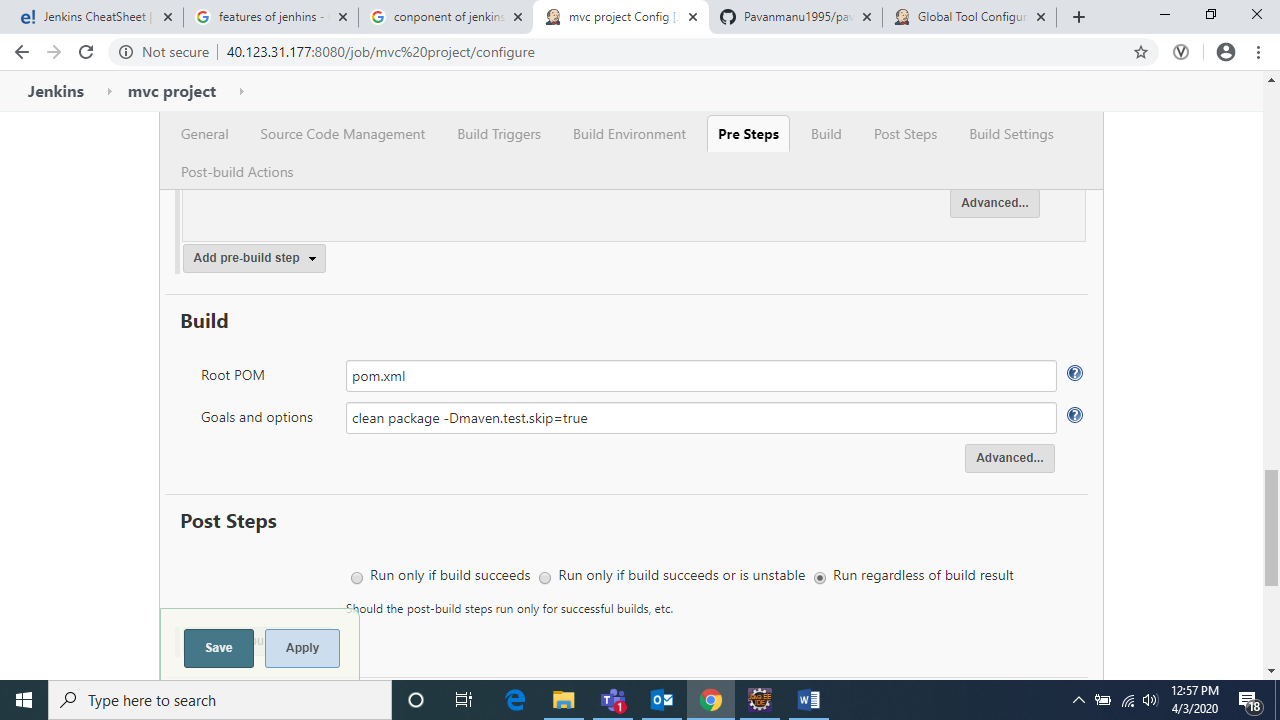 Jenkins CheatSheet |
features of jenhins -
conponent of jenkins
mvc project Config [J
Pavanmanu1995/pav
Global Tool Configur
Not secure
40.123.31.177:8080/job/mvc%20project/configure
Jenkins
mvc project
General
Source Code Management
Build Triggers
Build Environment
Pre Steps
Build
Post Steps
Build Settings
Post-build Actions
Advanced...
Add pre-build step
Build
Root POM
pom.xml
Goals and options
clean package -Dmaven.test.skip=true
Advanced...
Post Steps
Run only if build succeeds
Run only if build succeeds or is unstable
Run regardless of build result
Should the post-build steps run only for successful builds, etc.
Save
Apply
Type here to search
12:57 PM
4/3/2020
18